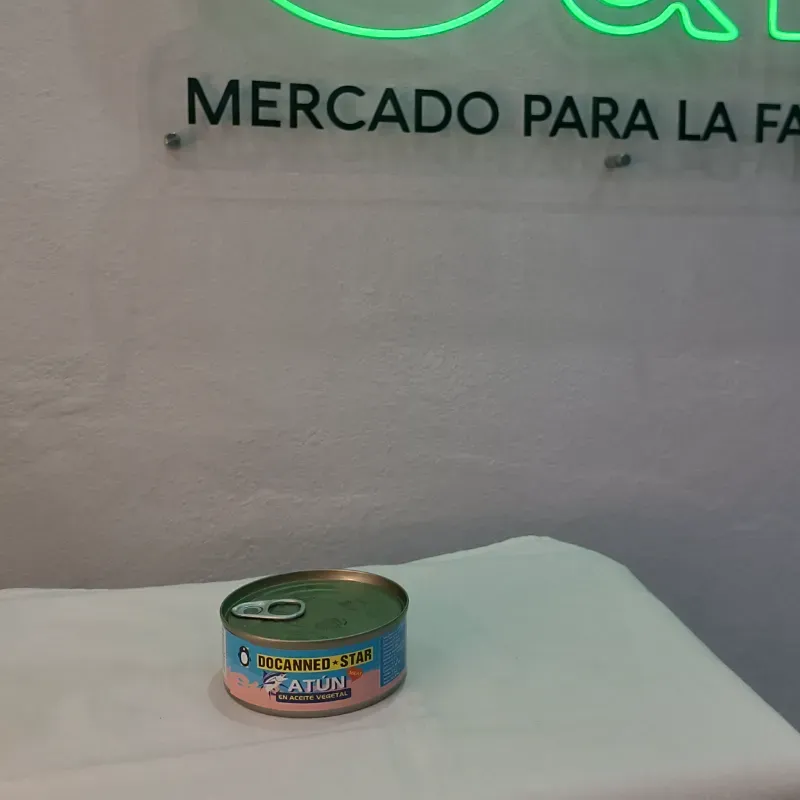 MERCADO PARA LA FA
DOCANNED★STAR
ATÚN
EN ACEITE VEGETAL